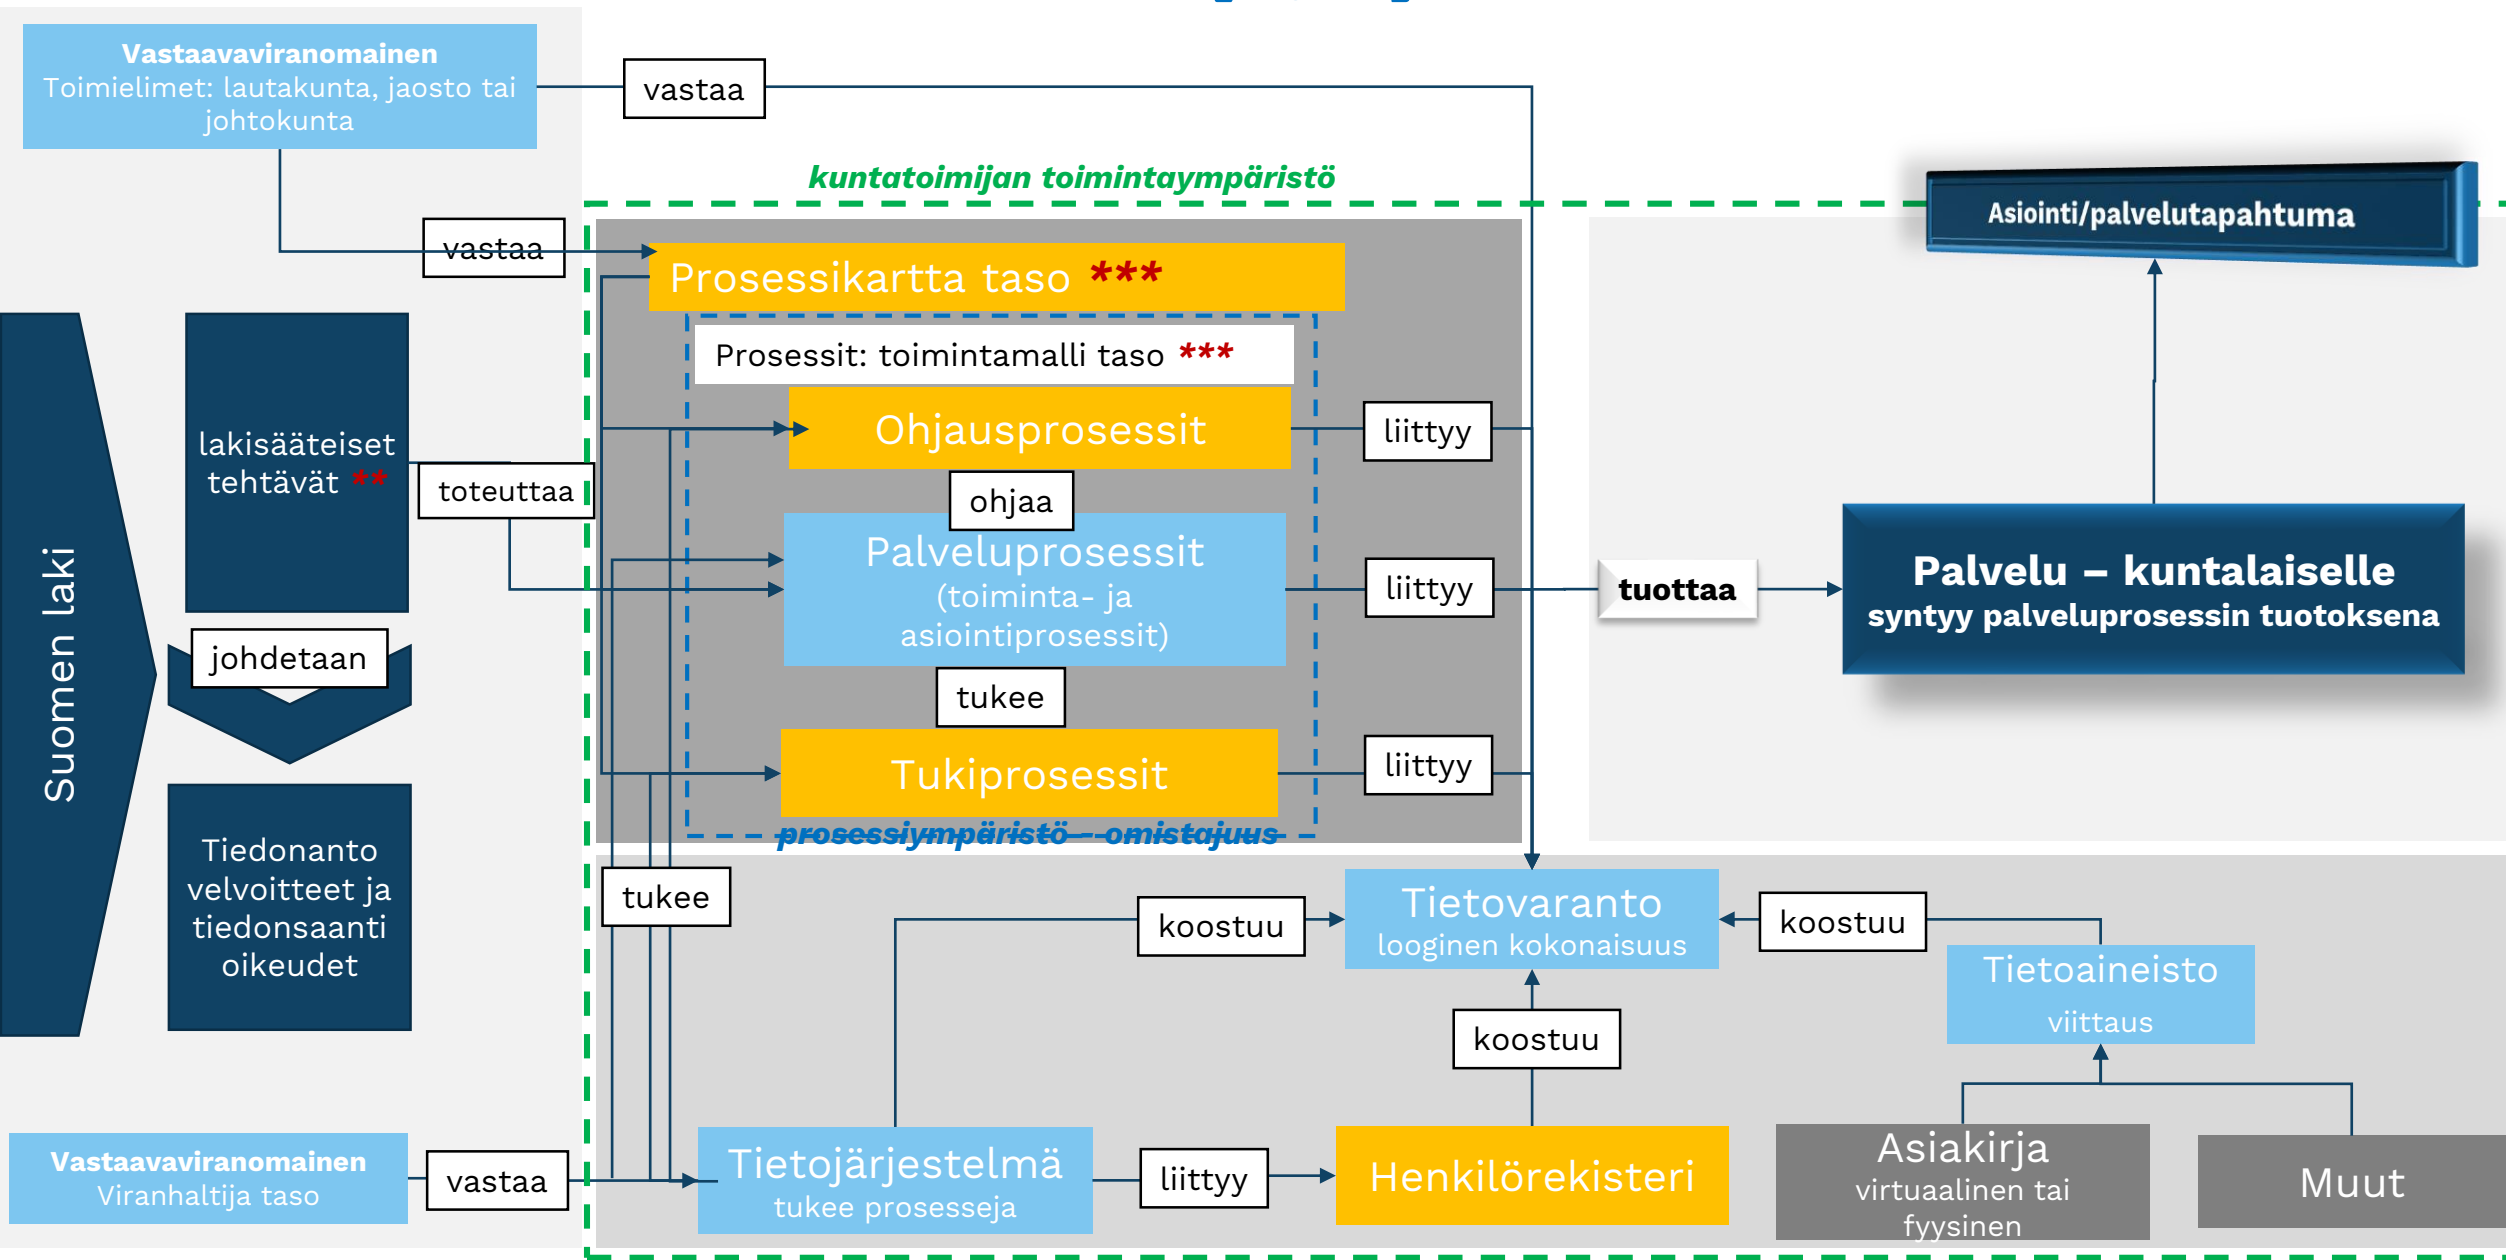 Vastaavaviranomainen
Toimielimet: lautakunta, jaosto tai
johtokunta
vastaa
kuntatoimijan toimintaympäristö
Asiointi/palvelutapahtuma
vastaa
Prosessikartta taso ***
Prosessit: toimintamalli taso ***
Ohjausprosessit
liittyy
lakisääteiset
tehtävät **
toteuttaa
ohjaa
Palveluprosessit
(toiminta- ja
asiointiprosessit)
liittyy
tuottaa
Palvelu – kuntalaiselle
syntyy palveluprosessin tuotoksena
Suomen laki
johdetaan
tukee
Tukiprosessit
liittyy
prosessiympäristö - omistajuus
Tiedonanto
velvoitteet ja
tiedonsaanti
oikeudet
tukee
koostuu
Tietovaranto
looginen kokonaisuus
koostuu
Tietoaineisto
viittaus
koostuu
Vastaavaviranomainen
Viranhaltija taso
vastaa
Tietojärjestelmä
tukee prosesseja
liittyy
Henkilörekisteri
Asiakirja
virtuaalinen tai
fyysinen
Muut